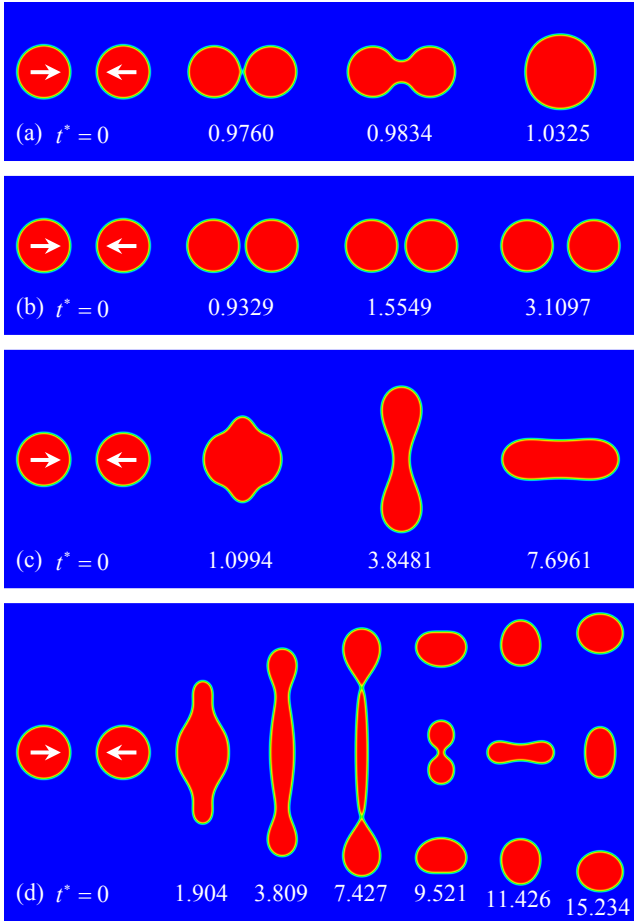 (a) t* = 0 0.9760 0.9834 1.0325
(b) t* = 0 0.9329 1.5549 3.1097
(c) t* = 0 1.0994 3.8481 7.6961
(d) t* = 0 1.904 3.809 7.427 9.521 11.426 15.234